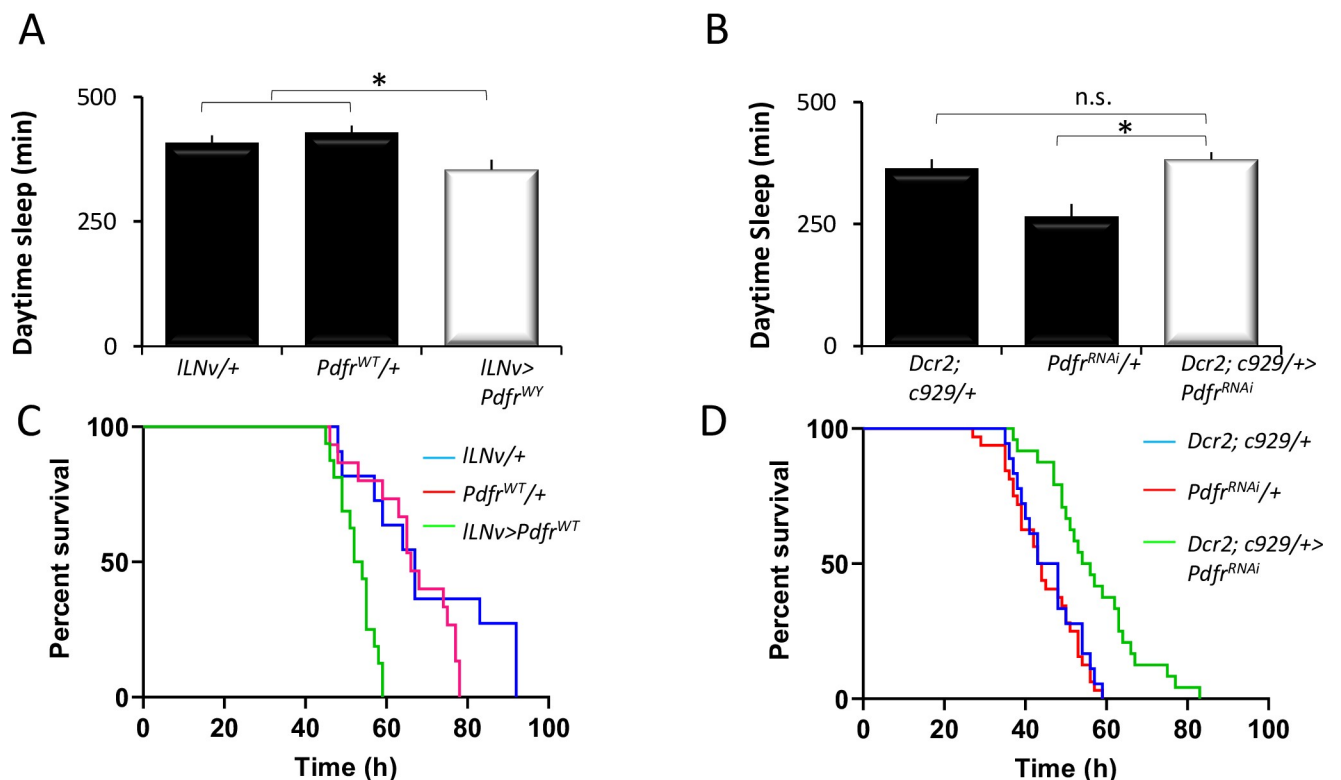 A
Daytime sleep (min)
500
250
0
*
lLNv/+
Pdfr^WT/+
lLNv>
Pdfr^WY
B
Daytime Sleep (min)
500
250
0
n.s.
*
Dcr2;
c929/+
Pdfr^RNAi/+
Dcr2; c929/+>
Pdfr^RNAi
C
Percent survival
100
50
0
lLNv/+
Pdfr^WT/+
lLNv>Pdfr^WT
0 20 40 60 80 100
Time (h)
D
Percent survival
100
50
0
Dcr2; c929/+
Pdfr^RNAi/+
Dcr2; c929/+>
Pdfr^RNAi
0 20 40 60 80 100
Time (h)